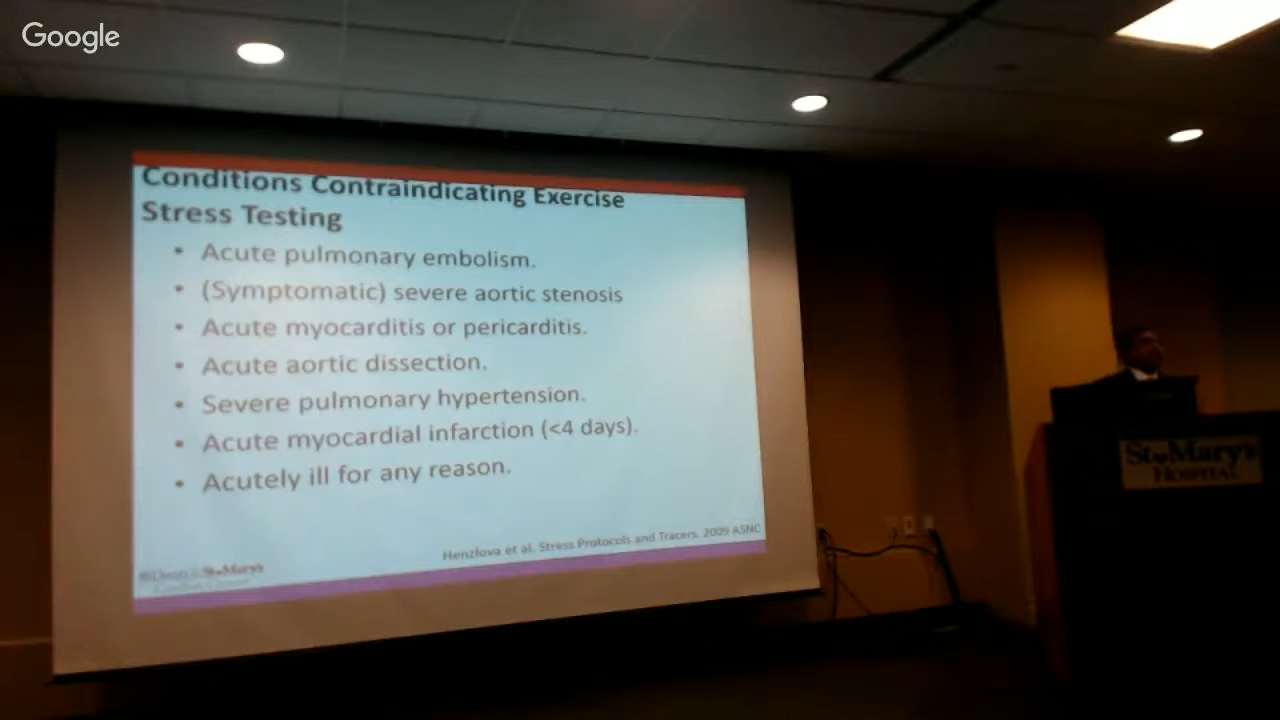 Google
Conditions Contraindicating Exercise
Stress Testing
• Acute pulmonary embolism.
• (Symptomatic) severe aortic stenosis
• Acute myocarditis or pericarditis.
• Acute aortic dissection.
• Severe pulmonary hypertension.
• Acute myocardial infarction (<4 days).
• Acutely ill for any reason.
Henzlova et al. Stress Protocols and Tracers. 2009 ASNC
St. Mary's
St. Mary's
HOSPITAL